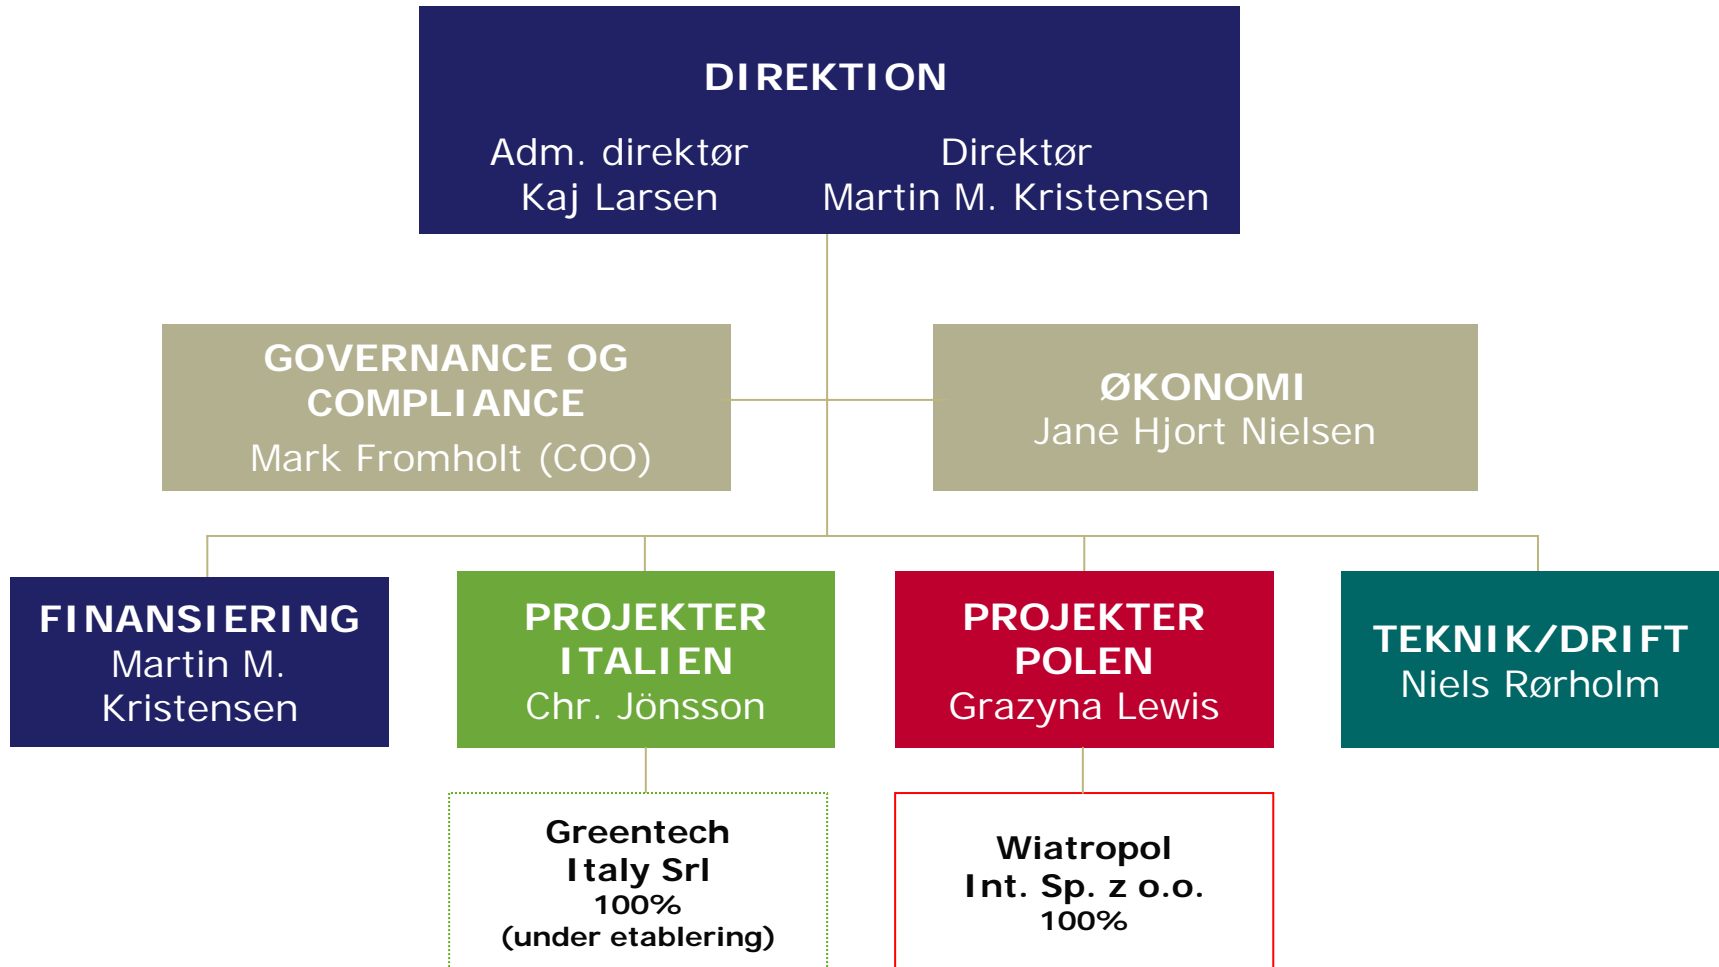 DIREKTION
Adm. direktør
Kaj Larsen
Direktør
Martin M. Kristensen
GOVERNANCE OG
COMPLIANCE
Mark Fromholt (COO)
ØKONOMI
Jane Hjort Nielsen
FINANSIERING
Martin M.
Kristensen
PROJEKTER
ITALIEN
Chr. Jönsson
PROJEKTER
POLEN
Grazyna Lewis
TEKNIK/DRIFT
Niels Rørholm
Greentech
Italy Srl
100%
(under etablering)
Wiatropol
Int. Sp. z o.o.
100%